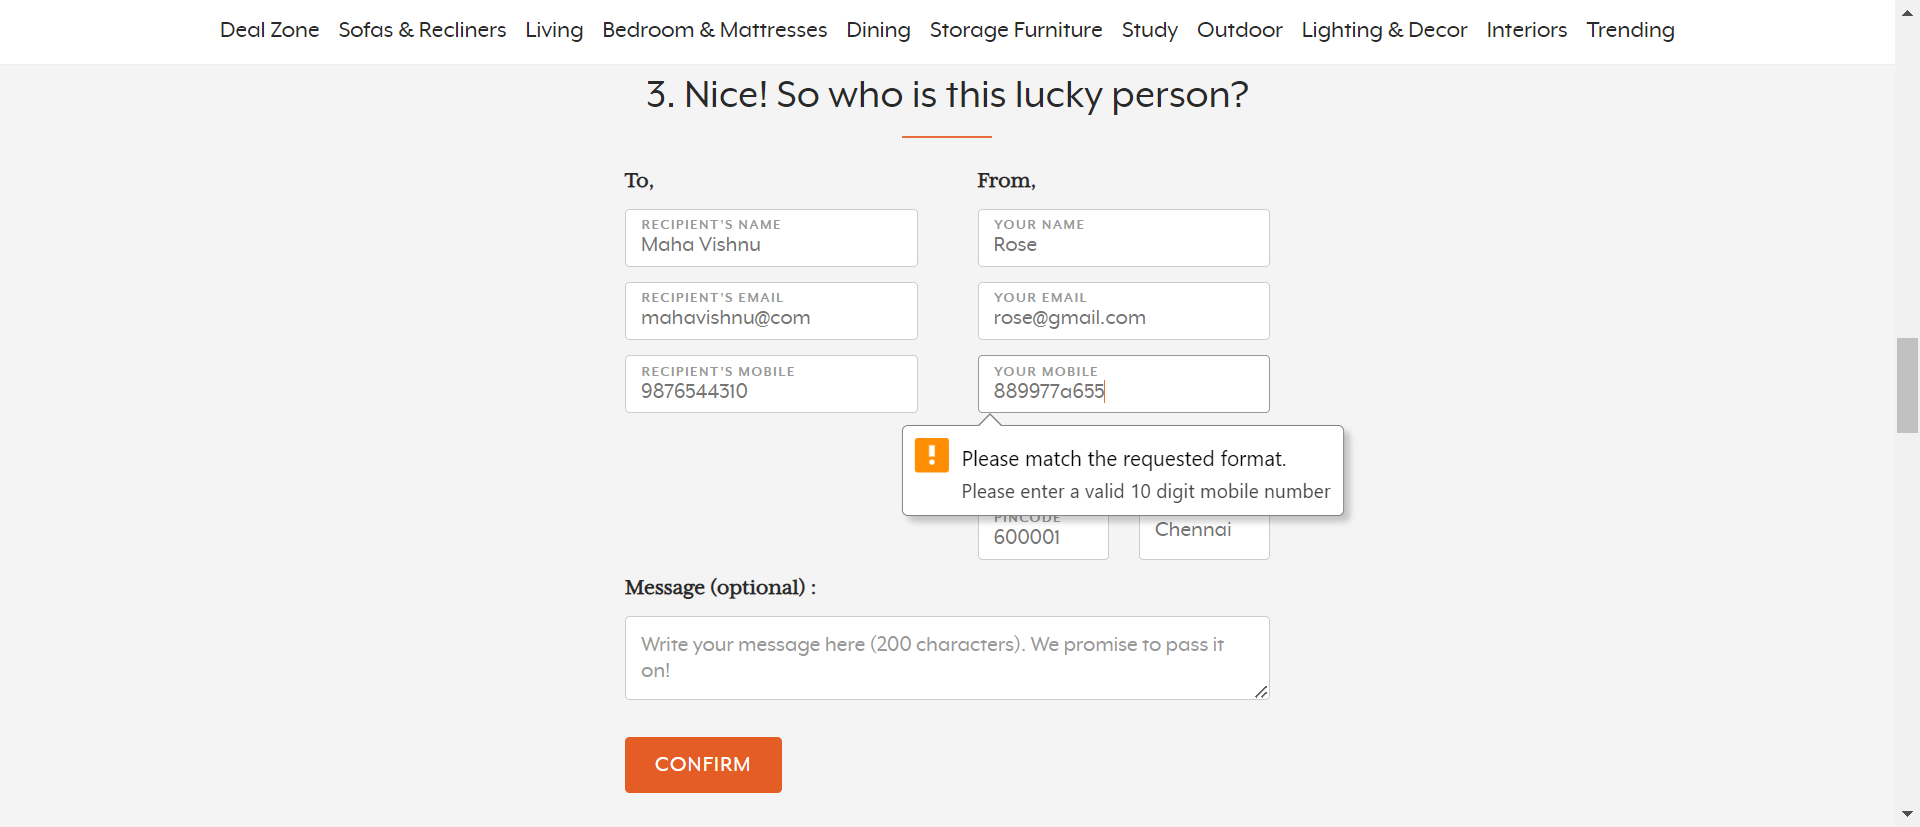 Deal Zone Sofas & Recliners Living Bedroom & Mattresses Dining Storage Furniture Study Outdoor Lighting & Decor Interiors Trending
3. Nice! So who is this lucky person?
To,
From,
RECIPIENT'S NAME
Maha Vishnu
YOUR NAME
Rose
RECIPIENT'S EMAIL
mahavishnu@com
YOUR EMAIL
rose@gmail.com
RECIPIENT'S MOBILE
9876544310
YOUR MOBILE
889977a655
Please match the requested format.
Please enter a valid 10 digit mobile number
PINCODE
600001
Chennai
Message (optional) :
Write your message here (200 characters). We promise to pass it
on!
CONFIRM